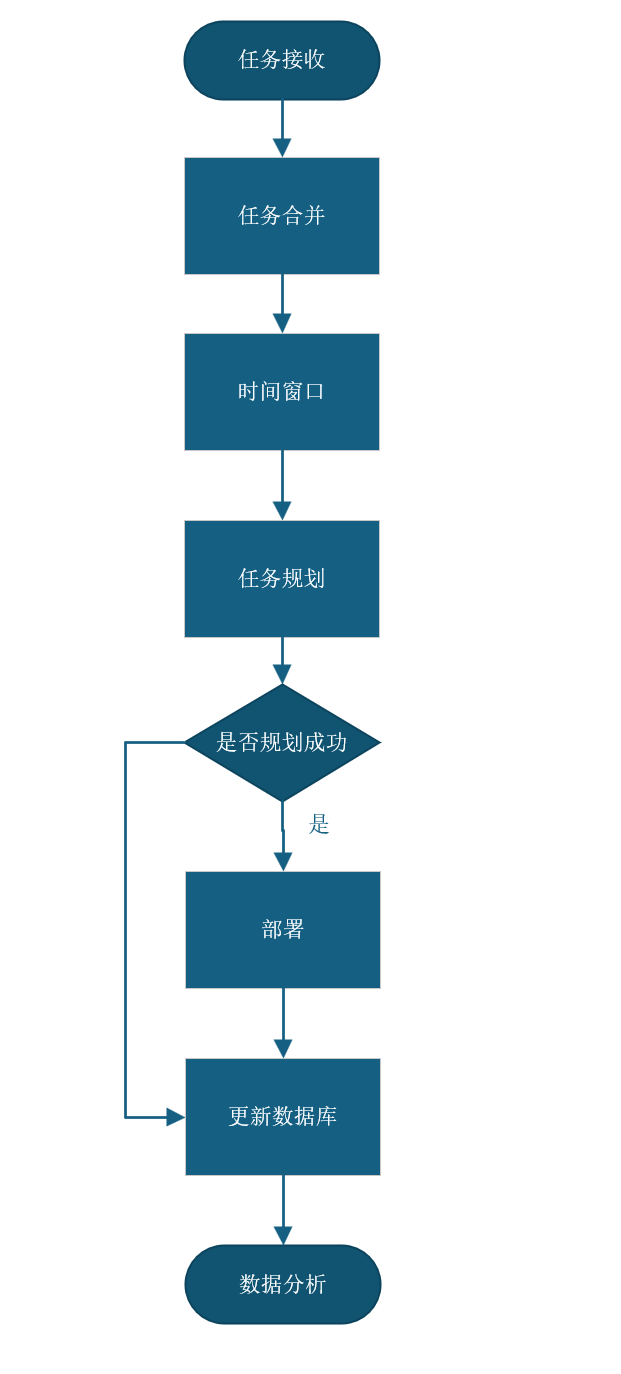 任务接收
任务合并
时间窗口
任务规划
是否规划成功
是
部署
更新数据库
数据分析